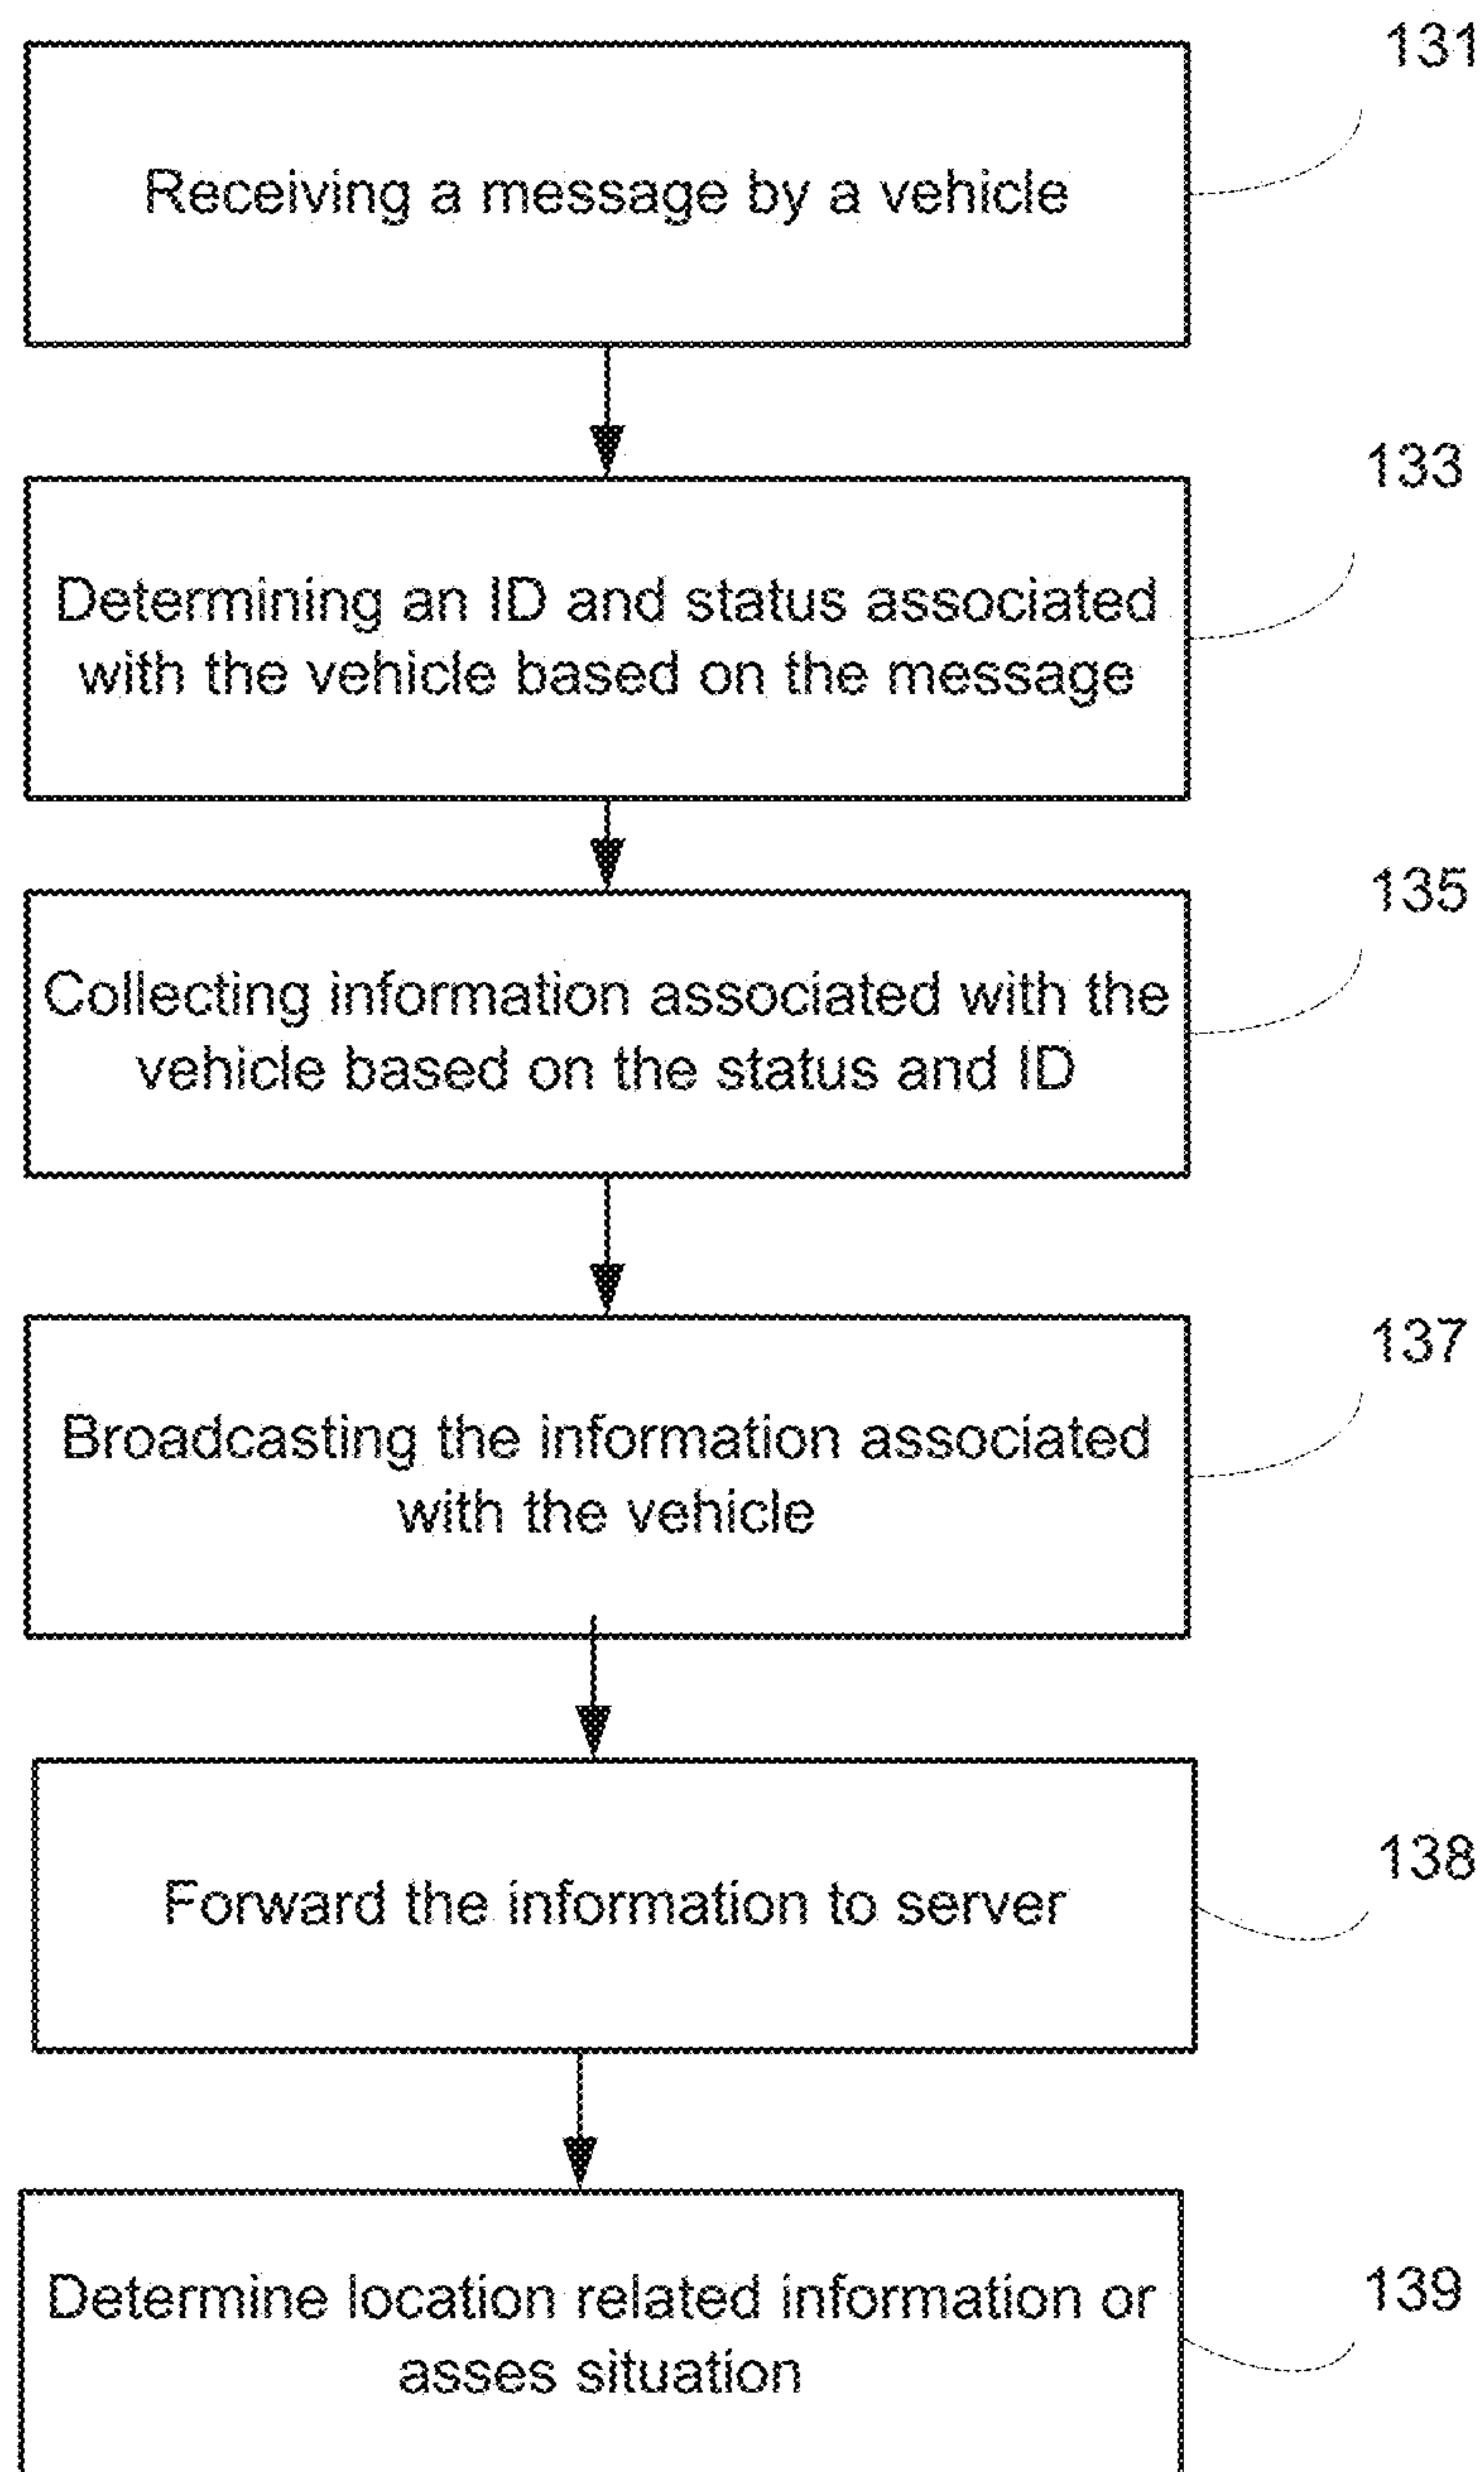 131
Receiving a message by a vehicle
133
Determining an ID and status associated
with the vehicle based on the message
135
Collecting information associated with the
vehicle based on the status and ID
137
Broadcasting the information associated
with the vehicle
138
Forward the information to server
139
Determine location related information or
asses situation